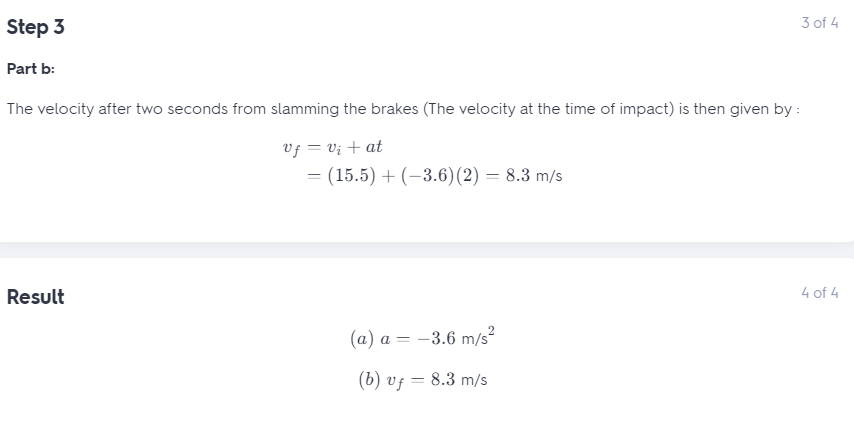 Step 3
3 of 4
Part b:
The velocity after two seconds from slamming the brakes (The velocity at the time of impact) is then given by :
v_f = v_i + at
= (15.5) + (−3.6)(2) = 8.3 m/s
Result
4 of 4
(a) a = −3.6 m/s²
(b) v_f = 8.3 m/s